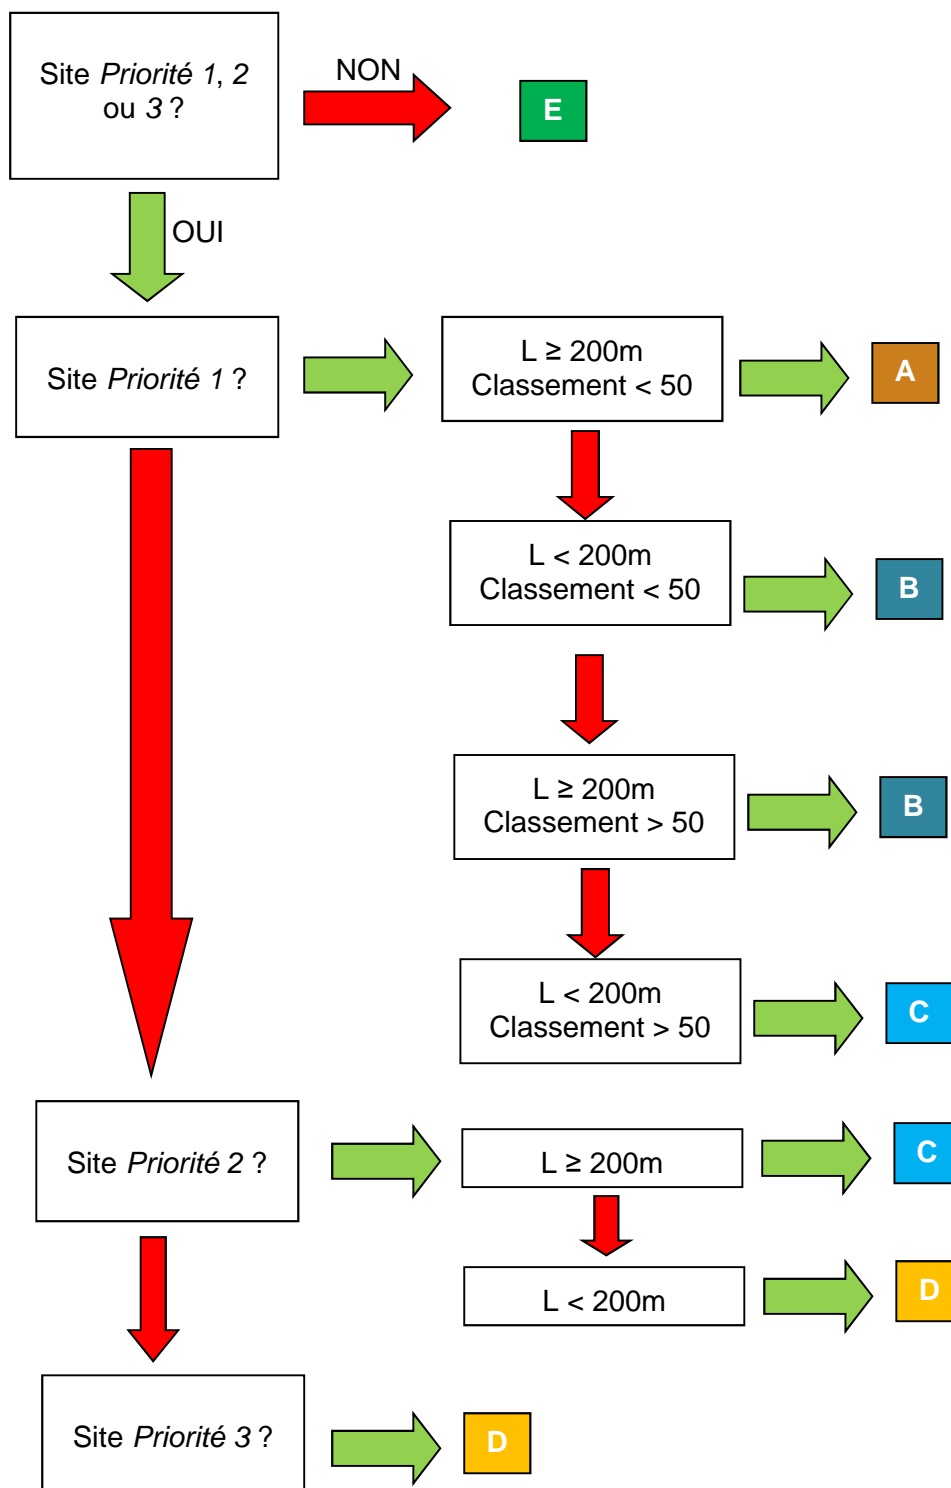 Site Priorité 1, 2
ou 3 ?
NON
E
OUI
Site Priorité 1 ?
L ≥ 200m
Classement < 50
A
L < 200m
Classement < 50
B
L ≥ 200m
Classement > 50
B
L < 200m
Classement > 50
C
Site Priorité 2 ?
L ≥ 200m
C
L < 200m
D
Site Priorité 3 ?
D